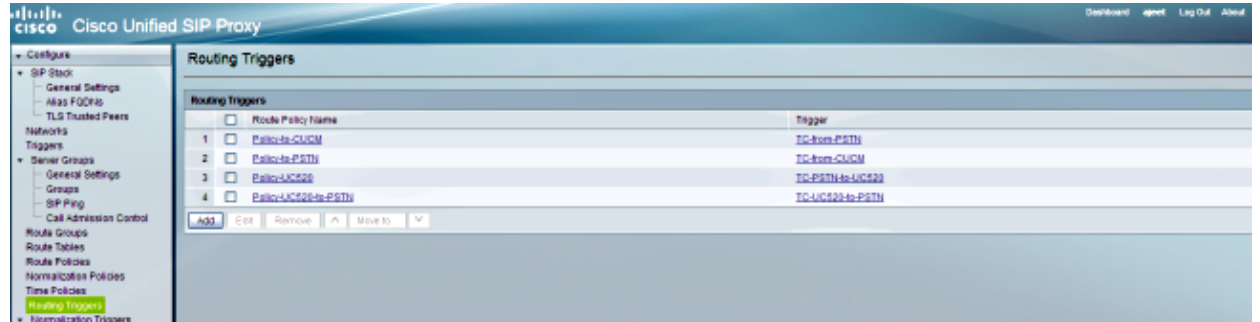 Dashboard ajeet Log Out About
cisco Cisco Unified SIP Proxy
Configure
SIP Stack
General Settings
Alias FQDNs
TLS Trusted Peers
Networks
Triggers
Server Groups
General Settings
Groups
SIP Ping
Call Admission Control
Route Groups
Route Tables
Route Policies
Normalization Policies
Time Policies
Routing Triggers
Normalization Triggers
Routing Triggers
Routing Triggers
Route Policy Name Trigger
1 Policy-to-CUCM TC-from-PSTN
2 Policy-to-PSTN TC-from-CUCM
3 Policy-UC520 TC-PSTN-to-UC520
4 Policy-UC520-to-PSTN TC-UC520-to-PSTN
Add Edit Remove Move to